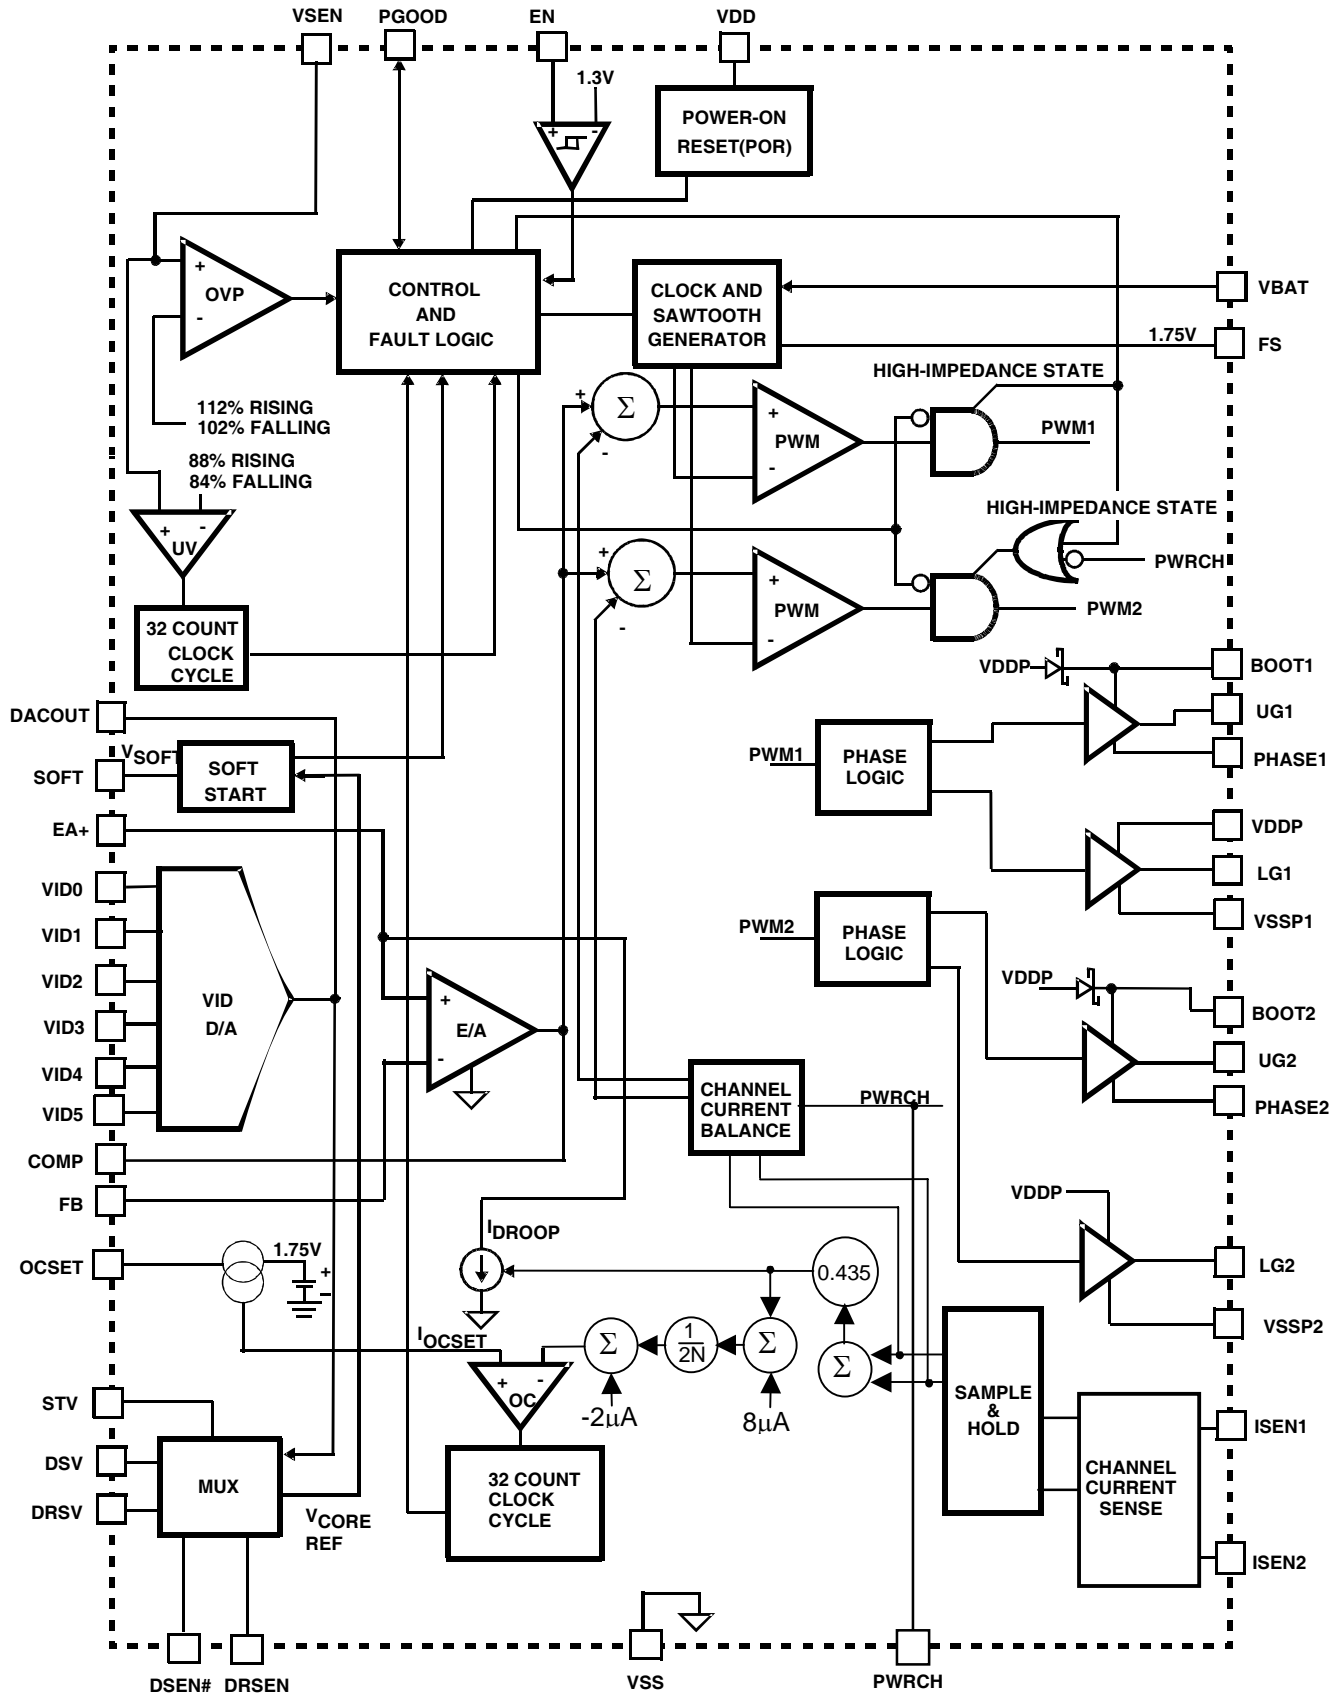 VSEN
PGOOD
EN
VDD
1.3V
+ -
POWER-ON
RESET(POR)
+
OVP
-
CONTROL
AND
FAULT LOGIC
CLOCK AND
SAWTOOTH
GENERATOR
VBAT
1.75V
FS
HIGH-IMPEDANCE STATE
112% RISING
102% FALLING
+
Σ
-
+
PWM
-
PWM1
88% RISING
84% FALLING
HIGH-IMPEDANCE STATE
+ -
UV
+
Σ
-
+
PWM
-
PWRCH
PWM2
32 COUNT
CLOCK
CYCLE
VDDP
BOOT1
DACOUT
UG1
VSOFT
SOFT
SOFT
START
PWM1
PHASE
LOGIC
PHASE1
EA+
VDDP
VID0
LG1
VID1
VSSP1
PWM2
PHASE
LOGIC
VID2
VDDP
VID
D/A
+
E/A
-
VID3
BOOT2
VID4
UG2
VID5
CHANNEL
CURRENT
BALANCE
PWRCH
PHASE2
COMP
FB
VDDP
IDROOP
OCSET
1.75V
+
-
0.435
LG2
IOCSET
Σ
1
2N
Σ
Σ
VSSP2
+ -
OC
-2µA
8µA
SAMPLE
&
HOLD
STV
ISEN1
DSV
MUX
CHANNEL
CURRENT
SENSE
DRSV
VCORE
REF
32 COUNT
CLOCK
CYCLE
ISEN2
DSEN#
DRSEN
VSS
PWRCH